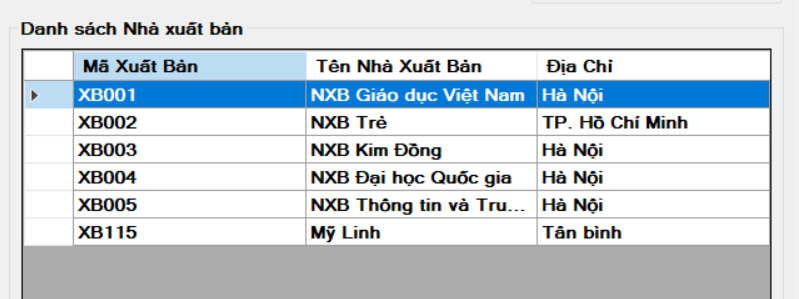 Danh sách Nhà xuất bản
Mã Xuất Bản Tên Nhà Xuất Bản Địa Chỉ
XB001 NXB Giáo dục Việt Nam Hà Nội
XB002 NXB Trẻ TP. Hồ Chí Minh
XB003 NXB Kim Đồng Hà Nội
XB004 NXB Đại học Quốc gia Hà Nội
XB005 NXB Thông tin và Tru... Hà Nội
XB115 Mỹ Linh Tân bình